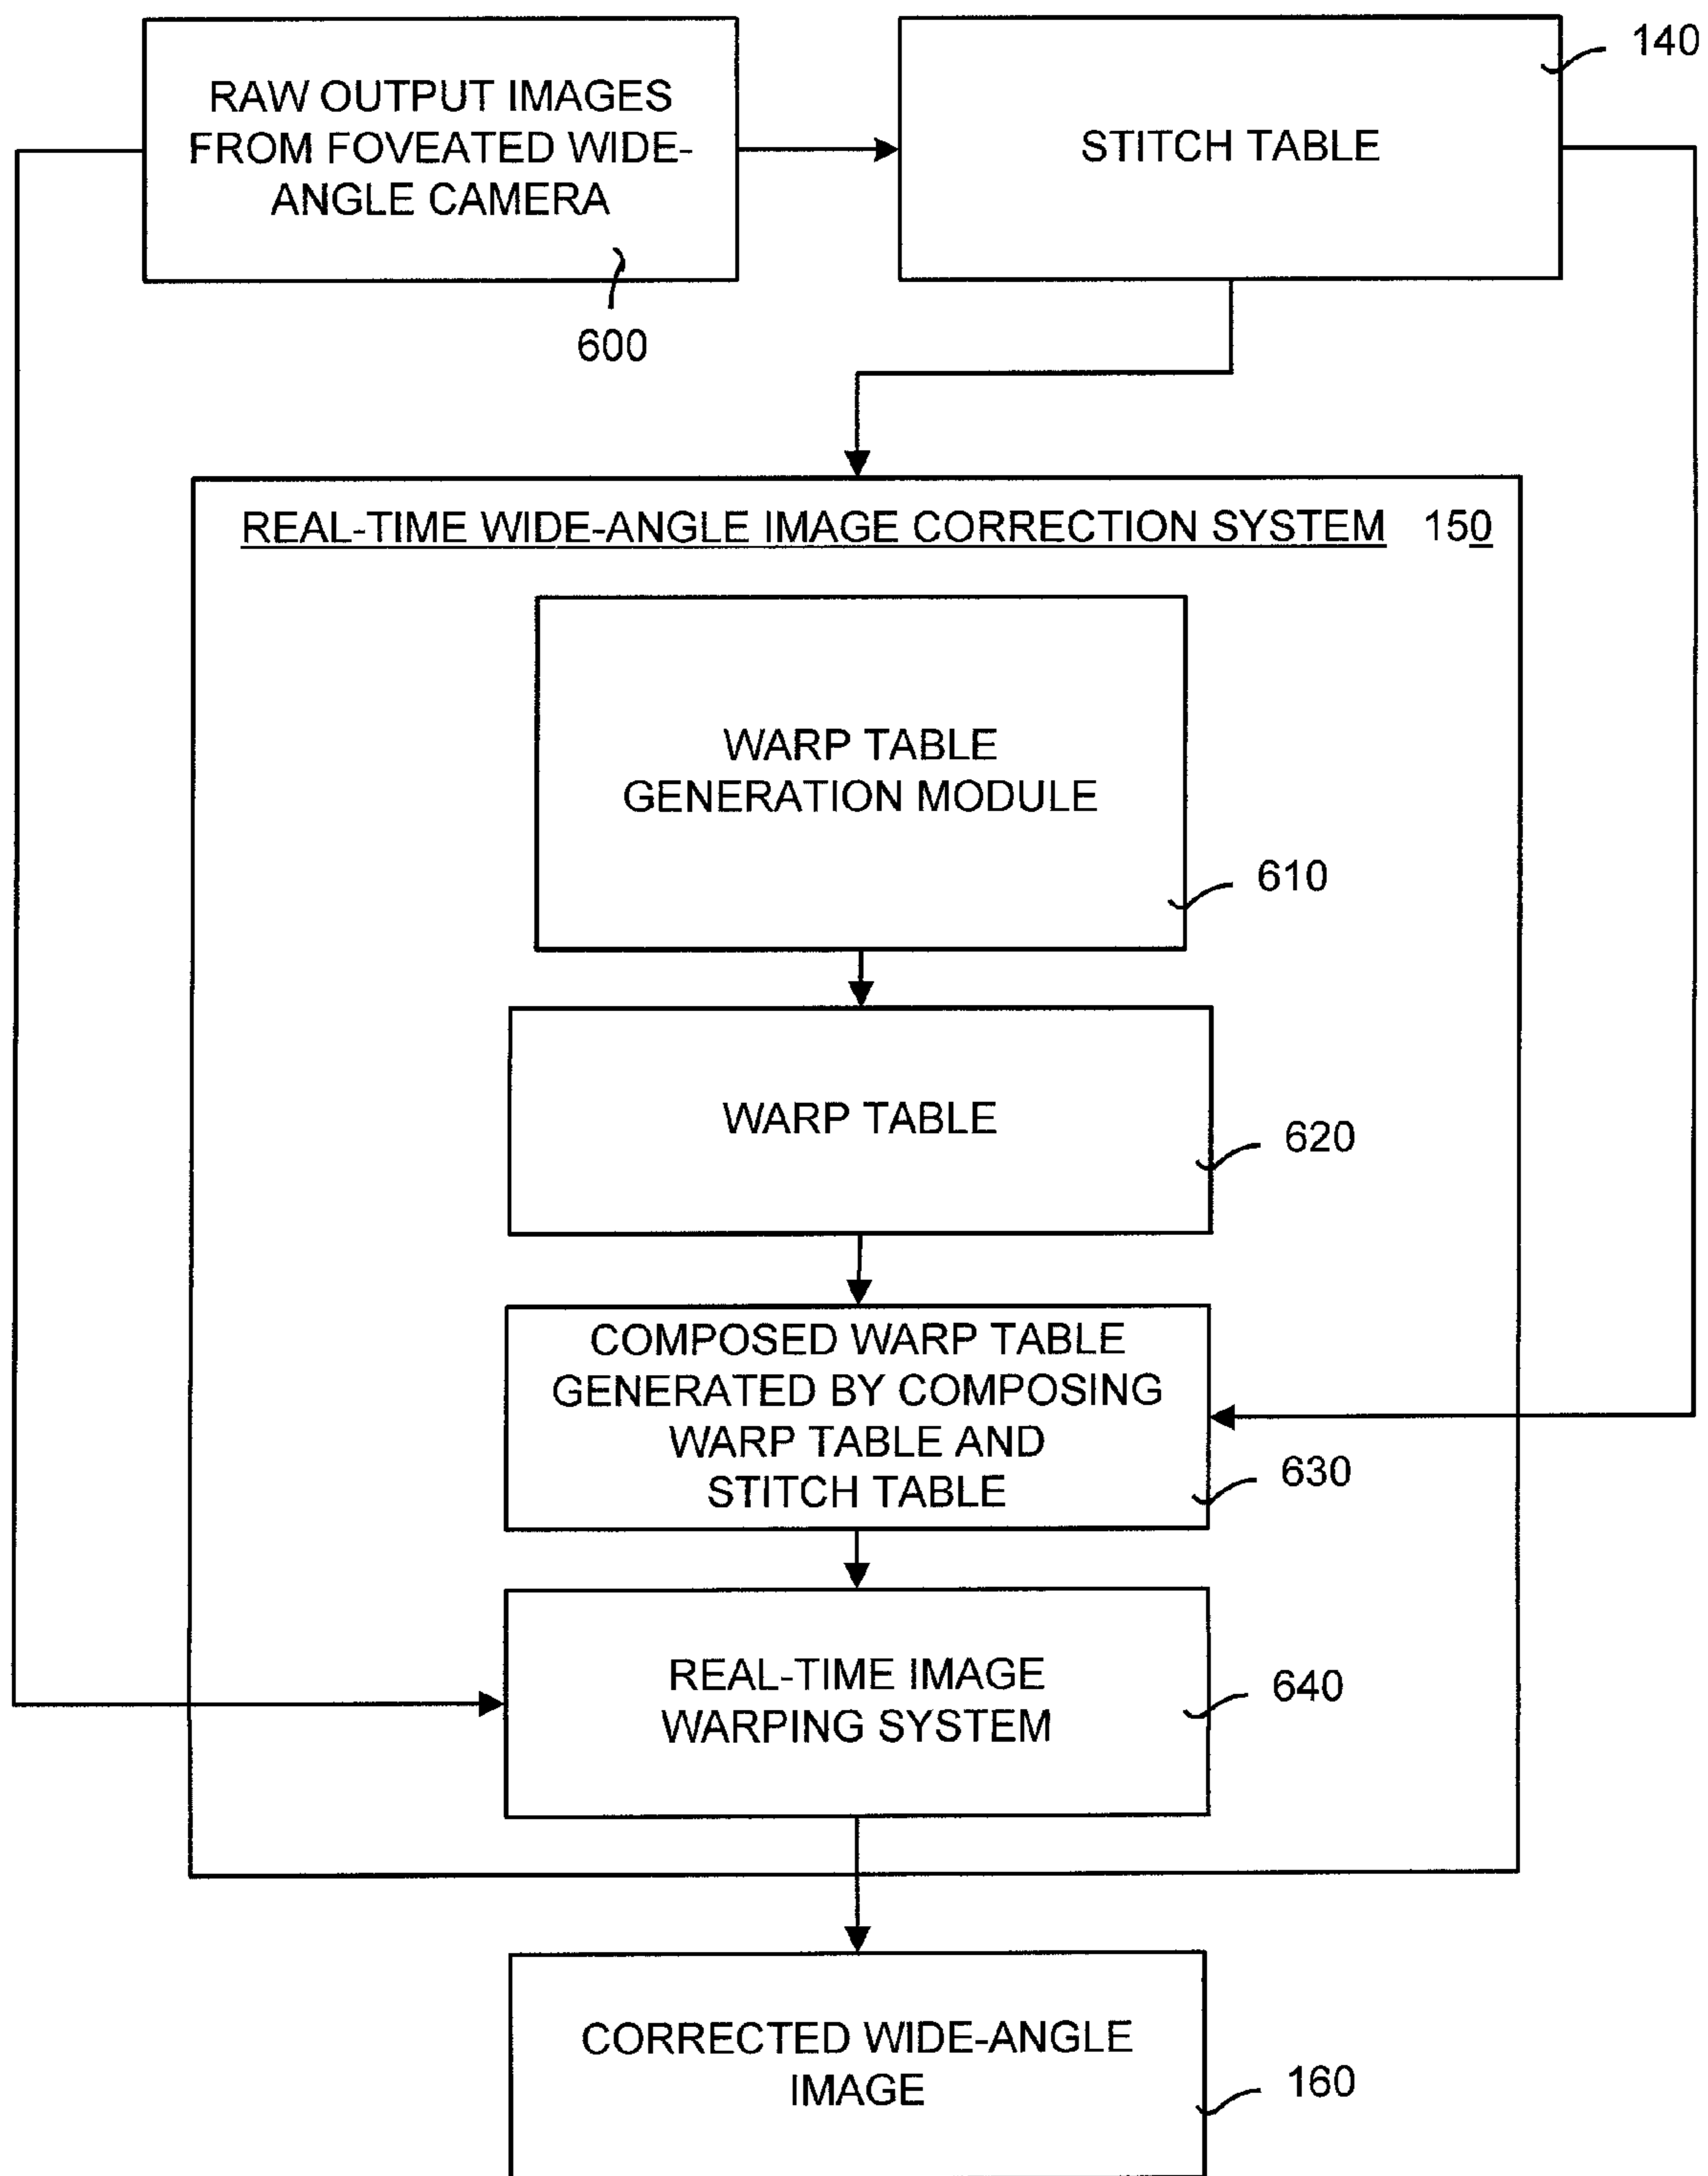 RAW OUTPUT IMAGES
FROM FOVEATED WIDE-
ANGLE CAMERA
600
STITCH TABLE
140
REAL-TIME WIDE-ANGLE IMAGE CORRECTION SYSTEM 150
WARP TABLE
GENERATION MODULE
610
WARP TABLE
620
COMPOSED WARP TABLE
GENERATED BY COMPOSING
WARP TABLE AND
STITCH TABLE
630
REAL-TIME IMAGE
WARPING SYSTEM
640
CORRECTED WIDE-ANGLE
IMAGE
160